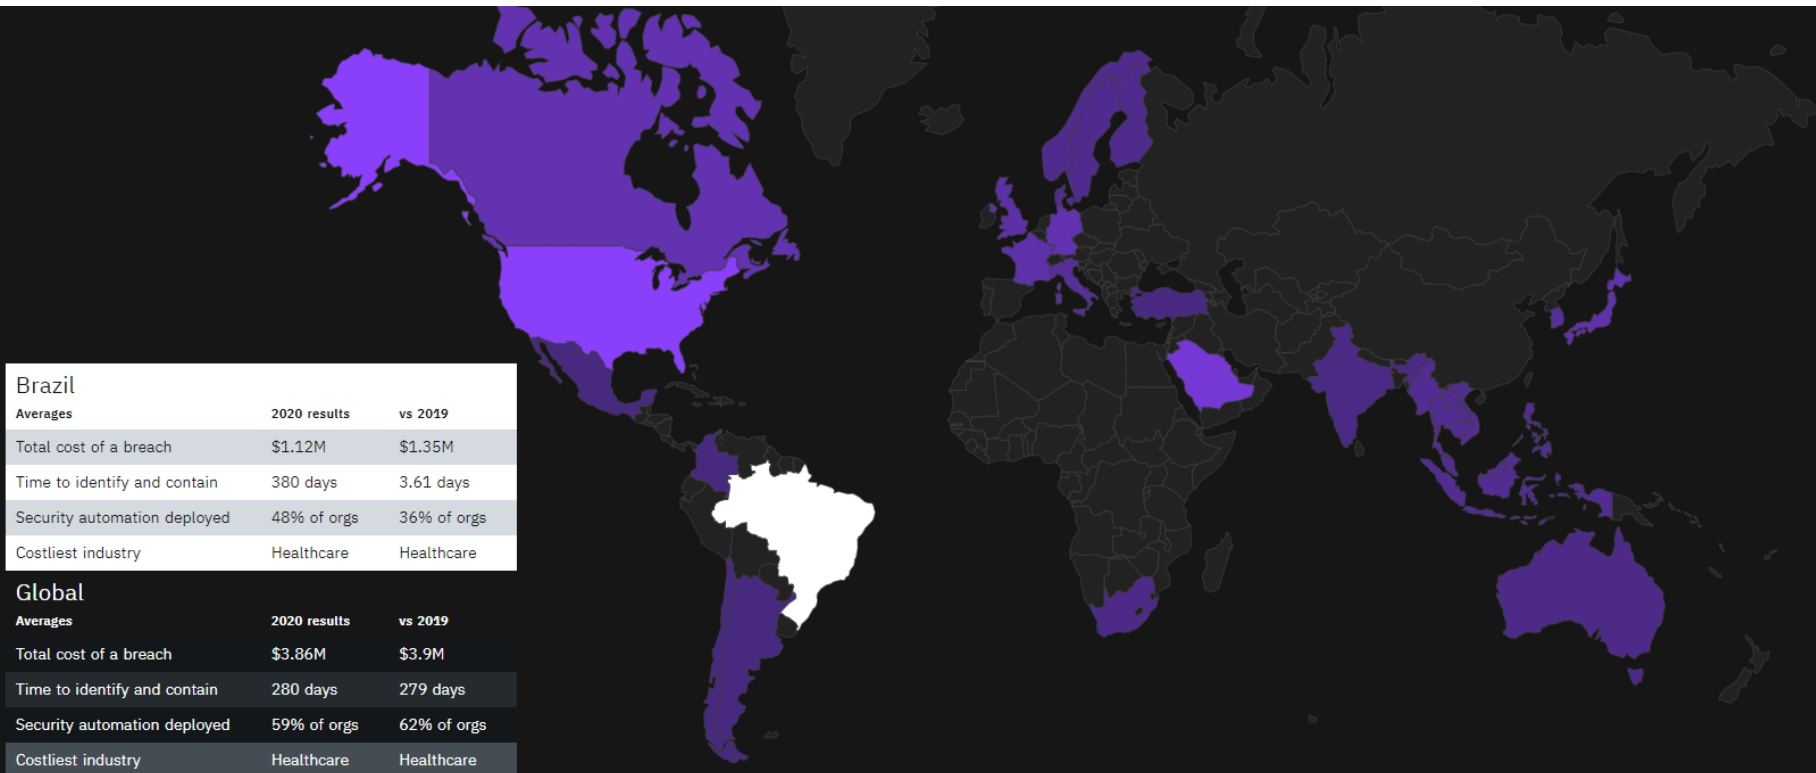 Brazil
Averages 2020 results vs 2019
Total cost of a breach $1.12M $1.35M
Time to identify and contain 380 days 3.61 days
Security automation deployed 48% of orgs 36% of orgs
Costliest industry Healthcare Healthcare
Global
Averages 2020 results vs 2019
Total cost of a breach $3.86M $3.9M
Time to identify and contain 280 days 279 days
Security automation deployed 59% of orgs 62% of orgs
Costliest industry Healthcare Healthcare